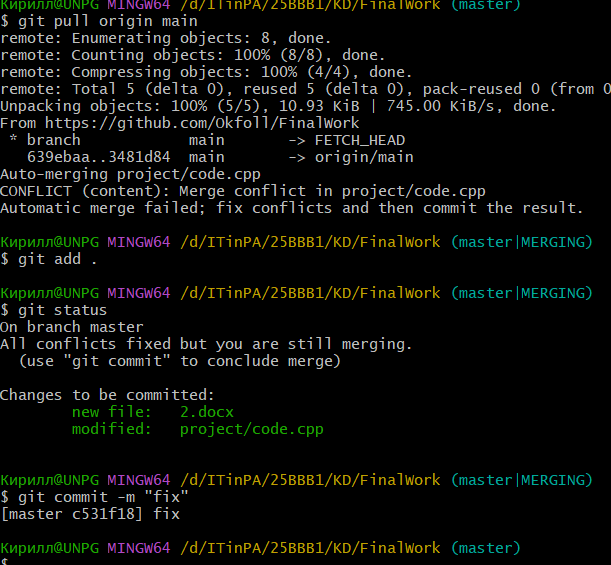 Кирилл@UNPG MINGW64 /d/ITinPA/25BBB1/KD/FinalWork (master)
$ git pull origin main
remote: Enumerating objects: 8, done.
remote: Counting objects: 100% (8/8), done.
remote: Compressing objects: 100% (4/4), done.
remote: Total 5 (delta 0), reused 5 (delta 0), pack-reused 0 (from 0
Unpacking objects: 100% (5/5), 10.93 KiB | 745.00 KiB/s, done.
From https://github.com/Okfoll/FinalWork
 * branch            main       -> FETCH_HEAD
   639ebaa..3481d84  main       -> origin/main
Auto-merging project/code.cpp
CONFLICT (content): Merge conflict in project/code.cpp
Automatic merge failed; fix conflicts and then commit the result.
Кирилл@UNPG MINGW64 /d/ITinPA/25BBB1/KD/FinalWork (master|MERGING)
$ git add .
Кирилл@UNPG MINGW64 /d/ITinPA/25BBB1/KD/FinalWork (master|MERGING)
$ git status
On branch master
All conflicts fixed but you are still merging.
  (use "git commit" to conclude merge)
Changes to be committed:
        new file:   2.docx
        modified:   project/code.cpp
Кирилл@UNPG MINGW64 /d/ITinPA/25BBB1/KD/FinalWork (master|MERGING)
$ git commit -m "fix"
[master c531f18] fix
Кирилл@UNPG MINGW64 /d/ITinPA/25BBB1/KD/FinalWork (master)
$